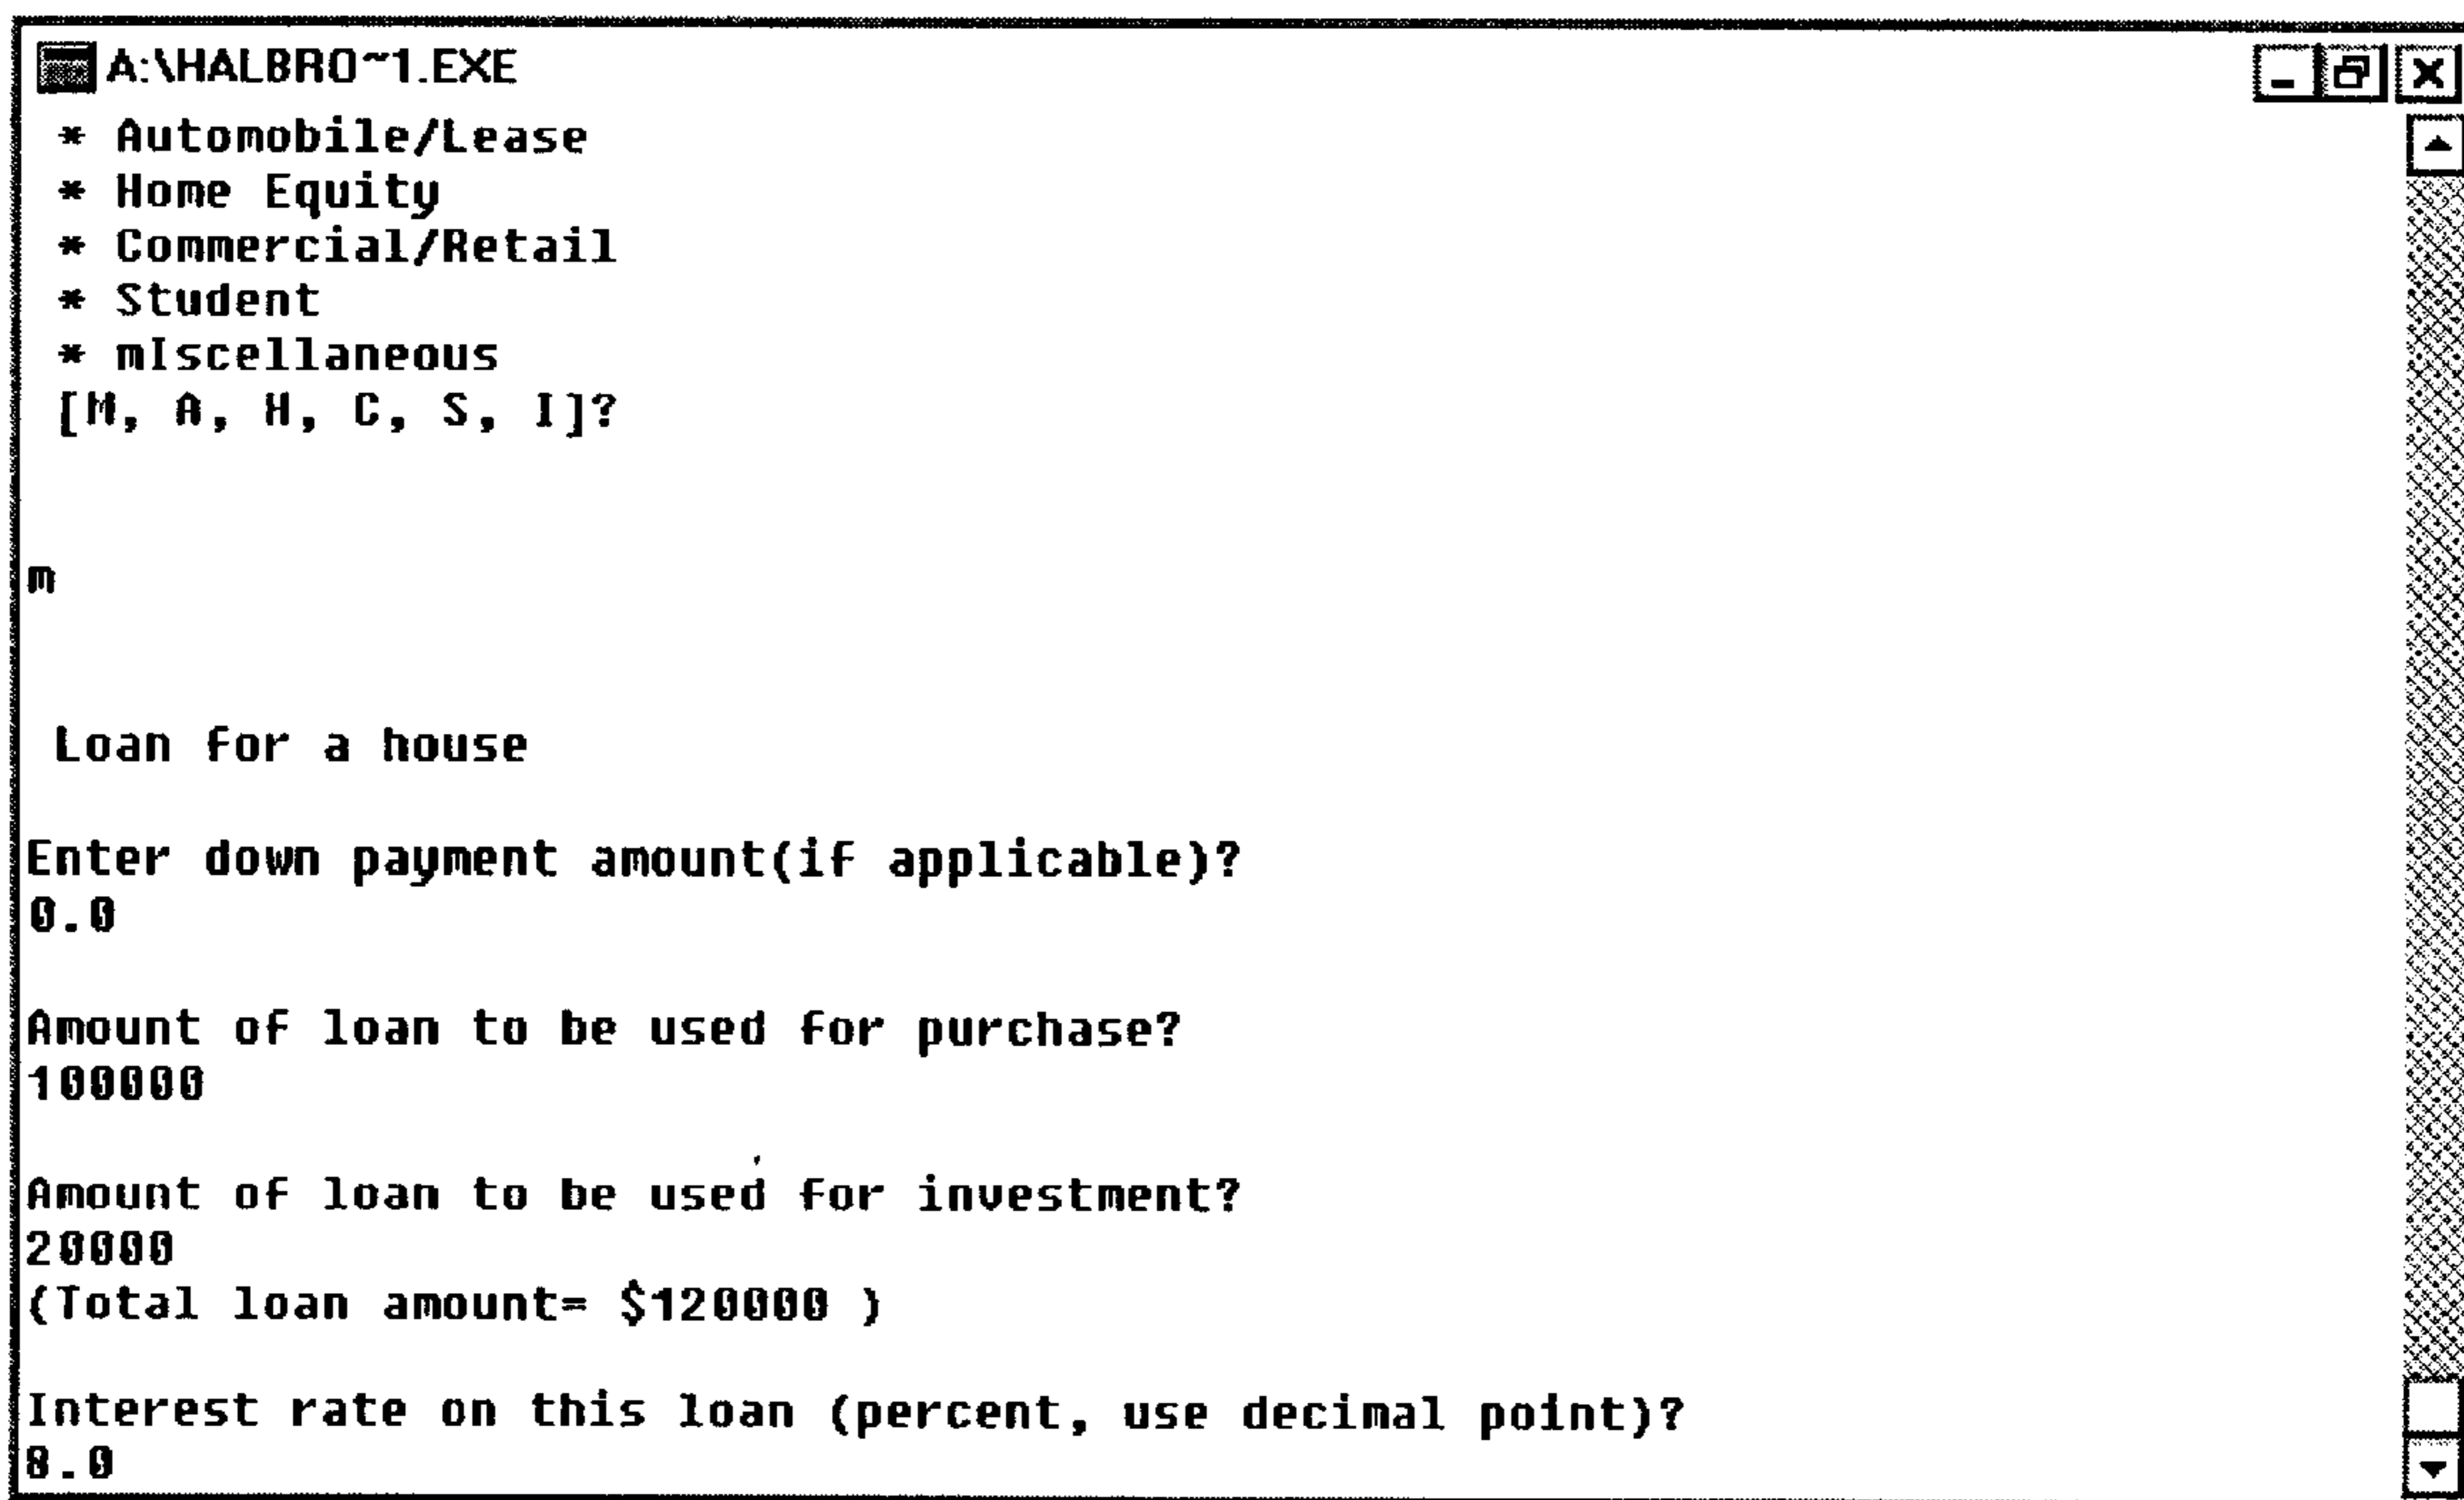 A:\HALBRO~1.EXE
* Automobile/Lease
* Home Equity
* Commercial/Retail
* Student
* mIscellaneous
[M, A, H, C, S, I]?
m
Loan for a house
Enter down payment amount(if applicable)?
0.0
Amount of loan to be used for purchase?
100000
Amount of loan to be used for investment?
20000
(Total loan amount= $120000 )
Interest rate on this loan (percent, use decimal point)?
8.0